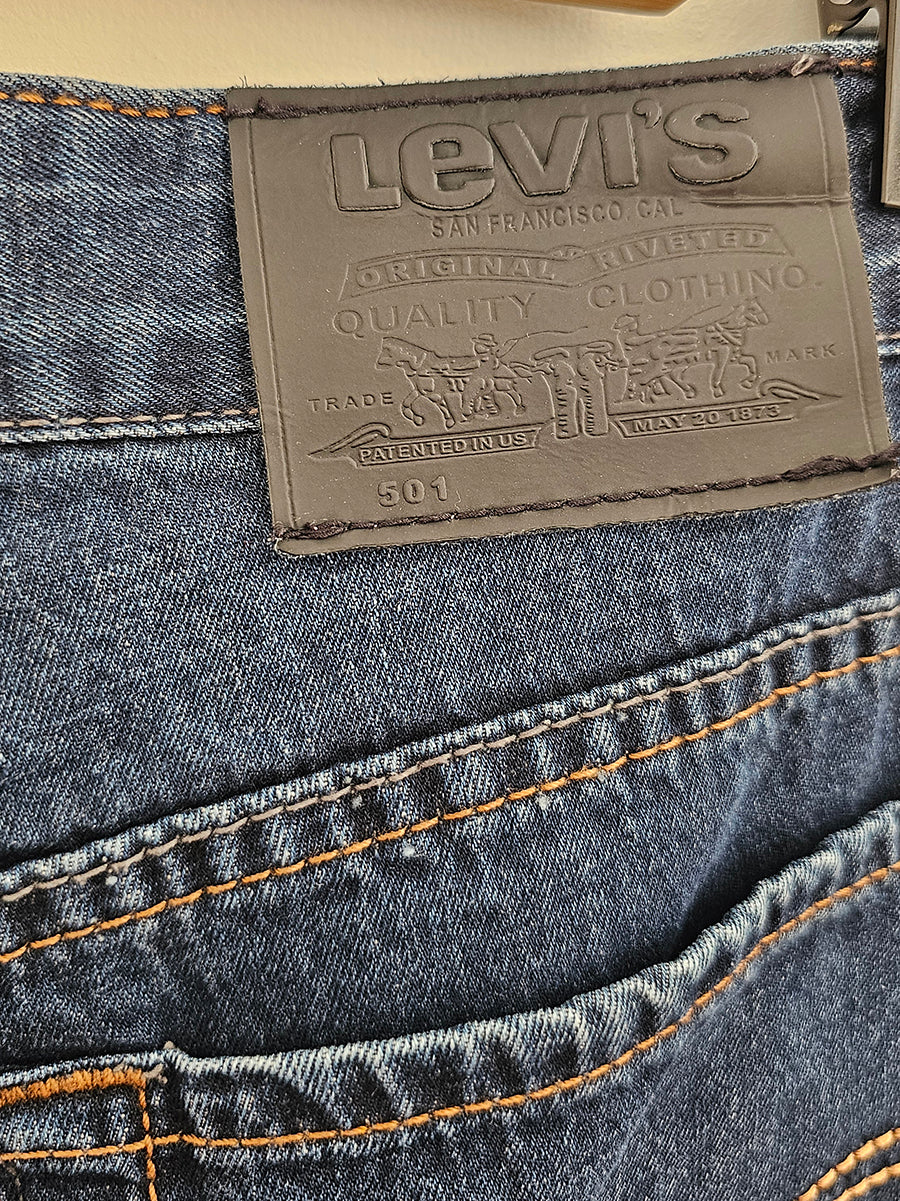 LEVI'S
SAN FRANCISCO, CAL
ORIGINAL RIVETED
QUALITY CLOTHING.
TRADE MARK.
PATENTED IN US MAY 20 1873
501